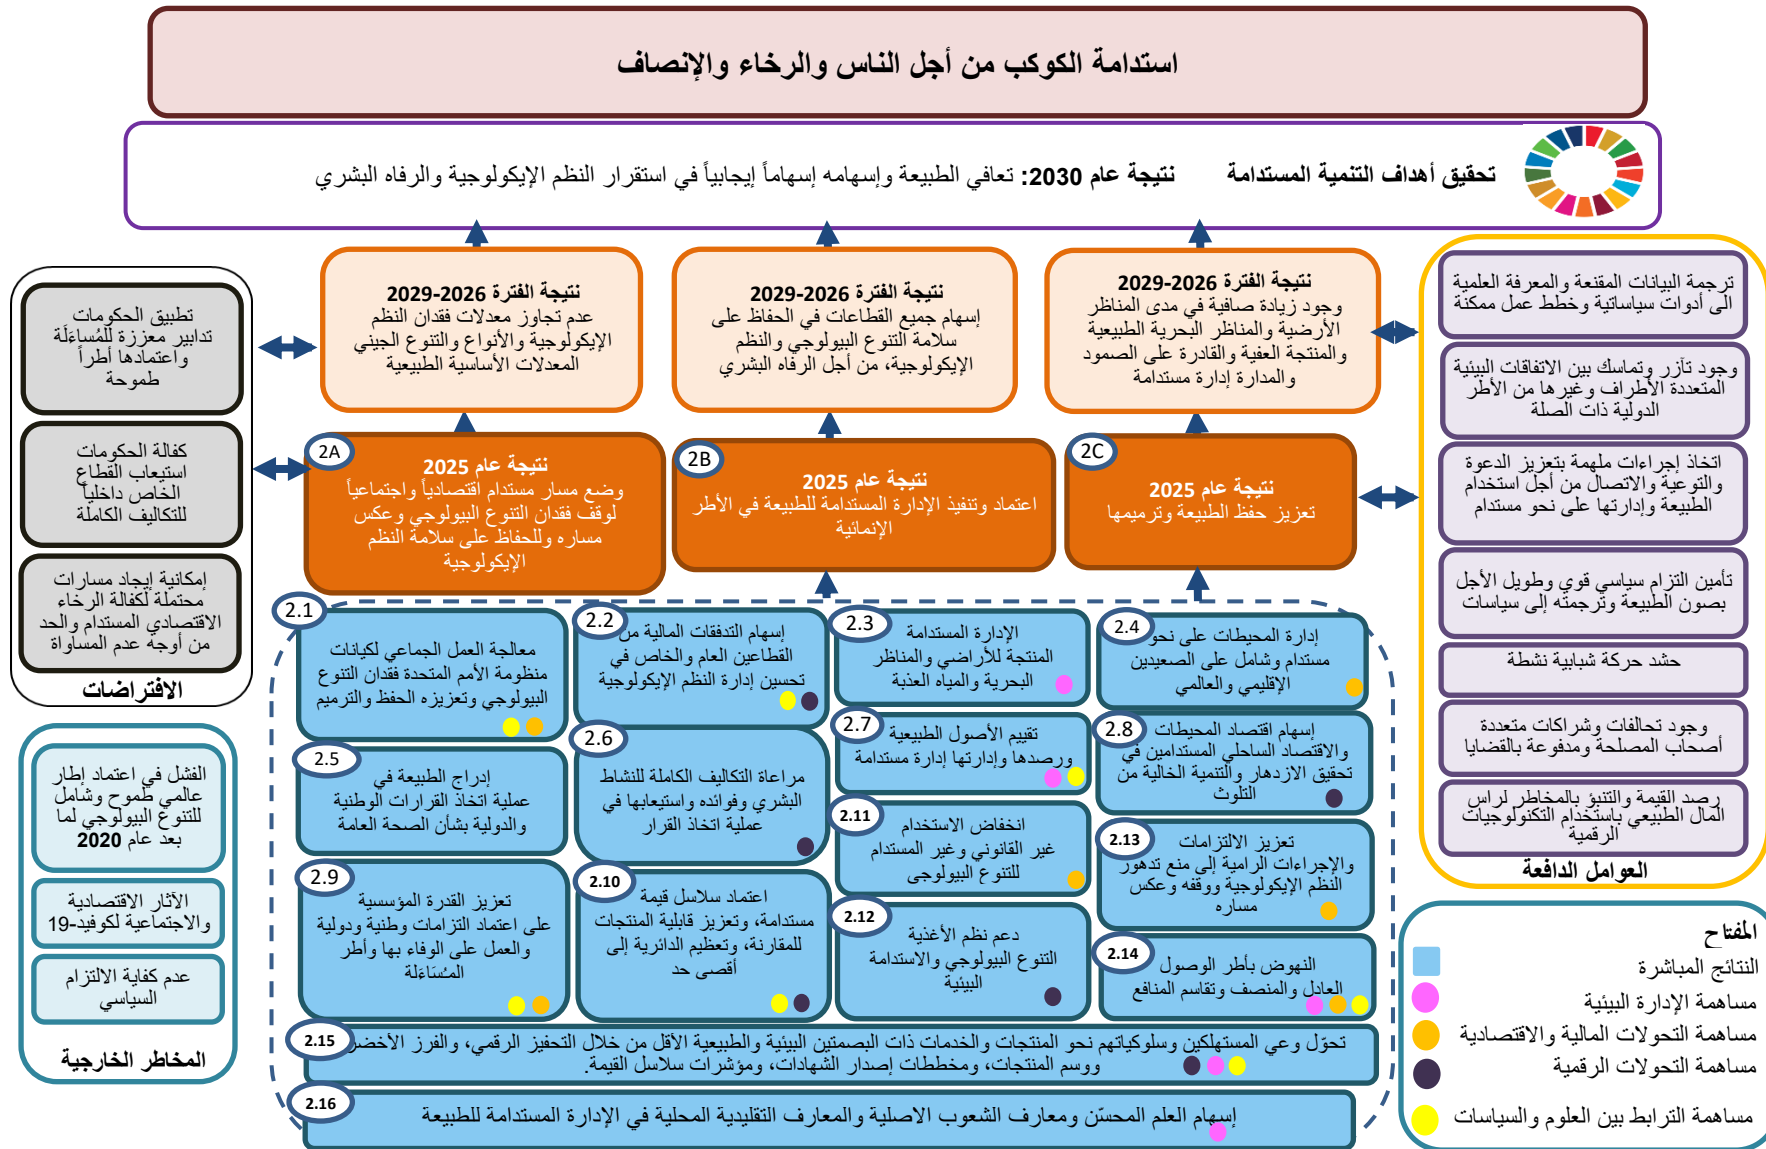 استدامة الكوكب من أجل الناس والرخاء والإنصاف
تحقيق أهداف التنمية المستدامة
نتيجة عام 2030: تعافي الطبيعة وإسهامه إسهاماً إيجابياً في استقرار النظم الإيكولوجية والرفاه البشري
ترجمة البيانات المقنعة والمعرفة العلمية
الى أدوات سياساتية وخطط عمل ممكنة
وجود تآزر وتماسك بين الاتفاقات البيئية
المتعددة الأطراف وغيرها من الأطر
الدولية ذات الصلة
اتخاذ إجراءات ملهمة بتعزيز الدعوة
والتوعية والاتصال من أجل استخدام
الطبيعة وإدارتها على نحو مستدام
تأمين التزام سياسي قوي وطويل الأجل
بصون الطبيعة وترجمته إلى سياسات
حشد حركة شبابية نشطة
وجود تحالفات وشراكات متعددة
أصحاب المصلحة ومدفوعة بالقضايا
رصد القيمة والتنبؤ بالمخاطر لراس
المال الطبيعي باستخدام التكنولوجيات
الرقمية
العوامل الدافعة
نتيجة الفترة 2026-2029
وجود زيادة صافية في مدى المناظر
الأرضية والمناظر البحرية الطبيعية
والمنتجة العفية والقادرة على الصمود
والمدارة إدارة مستدامة
نتيجة الفترة 2026-2029
إسهام جميع القطاعات في الحفاظ على
سلامة التنوع البيولوجي والنظم
الإيكولوجية، من أجل الرفاه البشري
نتيجة الفترة 2026-2029
عدم تجاوز معدلات فقدان النظم
الإيكولوجية والأنواع والتنوع الجيني
المعدلات الأساسية الطبيعية
تطبيق الحكومات
تدابير معززة للمُساءَلَة
واعتمادها أطراً
طموحة
كفالة الحكومات
استيعاب القطاع
الخاص داخلياً
للتكاليف الكاملة
إمكانية إيجاد مسارات
محتملة لكفالة الرخاء
الاقتصادي المستدام والحد
من أوجه عدم المساواة
الافتراضات
2C
نتيجة عام 2025
تعزيز حفظ الطبيعة وترميمها
2B
نتيجة عام 2025
اعتماد وتنفيذ الإدارة المستدامة للطبيعة في الأطر
الإنمائية
2A
نتيجة عام 2025
وضع مسار مستدام اقتصادياً واجتماعياً
لوقف فقدان التنوع البيولوجي وعكس
مساره وللحفاظ على سلامة النظم
الإيكولوجية
2.1
معالجة العمل الجماعي لكيانات
منظومة الأمم المتحدة فقدان التنوع
البيولوجي وتعزيزه الحفظ والترميم
2.2
إسهام التدفقات المالية من
القطاعين العام والخاص في
تحسين إدارة النظم الإيكولوجية
2.3
الإدارة المستدامة
المنتجة للأراضي والمناظر
البحرية والمياه العذبة
2.4
إدارة المحيطات على نحو
مستدام وشامل على الصعيدين
الإقليمي والعالمي
2.5
إدراج الطبيعة في
عملية اتخاذ القرارات الوطنية
والدولية بشأن الصحة العامة
2.6
مراعاة التكاليف الكاملة للنشاط
البشري وفوائده واستيعابها في
عملية اتخاذ القرار
2.7
تقييم الأصول الطبيعية
ورصدها وإدارتها إدارة مستدامة
2.8
إسهام اقتصاد المحيطات
والاقتصاد الساحلي المستدامين في
تحقيق الازدهار والتنمية الخالية من
التلوث
2.9
تعزيز القدرة المؤسسية
على اعتماد التزامات وطنية ودولية
والعمل على الوفاء بها وأطر
المسَاءَلة
2.10
اعتماد سلاسل قيمة
مستدامة، وتعزيز قابلية المنتجات
للمقارنة، وتعظيم الدائرية إلى
أقصى حد
2.11
انخفاض الاستخدام
غير القانوني وغير المستدام
للتنوع البيولوجى
2.12
دعم نظم الأغذية
التنوع البيولوجي والاستدامة
البيئية
2.13
تعزيز الالتزامات
والإجراءات الرامية إلى منع تدهور
النظم الإيكولوجية ووقفه وعكس
مساره
2.14
النهوض بأطر الوصول
العادل والمنصف وتقاسم المنافع
2.15
تحوّل وعي المستهلكين وسلوكياتهم نحو المنتجات والخدمات ذات البصمتين البيئية والطبيعية الأقل من خلال التحفيز الرقمي، والفرز الأخضر
ووسم المنتجات، ومخططات إصدار الشهادات، ومؤشرات سلاسل القيمة.
2.16
إسهام العلم المحسّن ومعارف الشعوب الاصلية والمعارف التقليدية المحلية في الإدارة المستدامة للطبيعة
الفشل في اعتماد إطار
عالمي طموح وشامل
للتنوع البيولوجي لما
بعد عام 2020
الآثار الاقتصادية
والاجتماعية لكوفيد-19
عدم كفاية الالتزام
السياسي
المخاطر الخارجية
المفتاح
النتائج المباشرة
مساهمة الإدارة البيئية
مساهمة التحولات المالية والاقتصادية
مساهمة التحولات الرقمية
مساهمة الترابط بين العلوم والسياسات